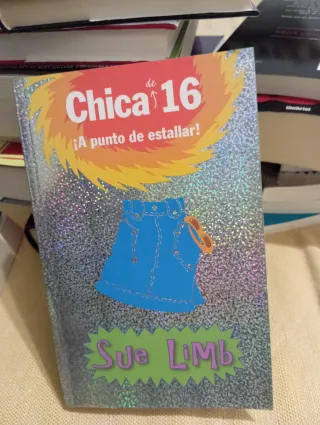 Chica de 16
¡A punto de estallar!
Sue Limb